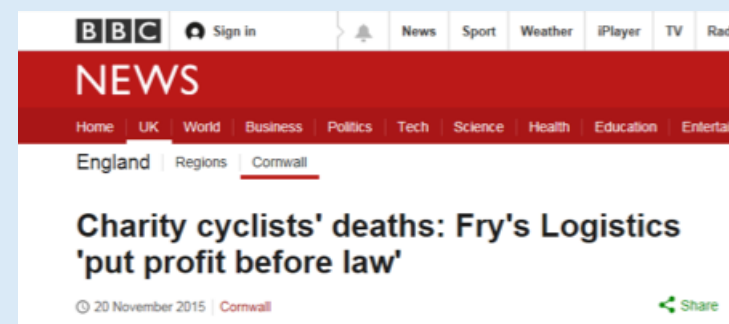 BBC Sign in News Sport Weather iPlayer TV
NEWS
Home UK World Business Politics Tech Science Health Education
England Regions Cornwall
Charity cyclists' deaths: Fry's Logistics
'put profit before law'
20 November 2015 Cornwall Share